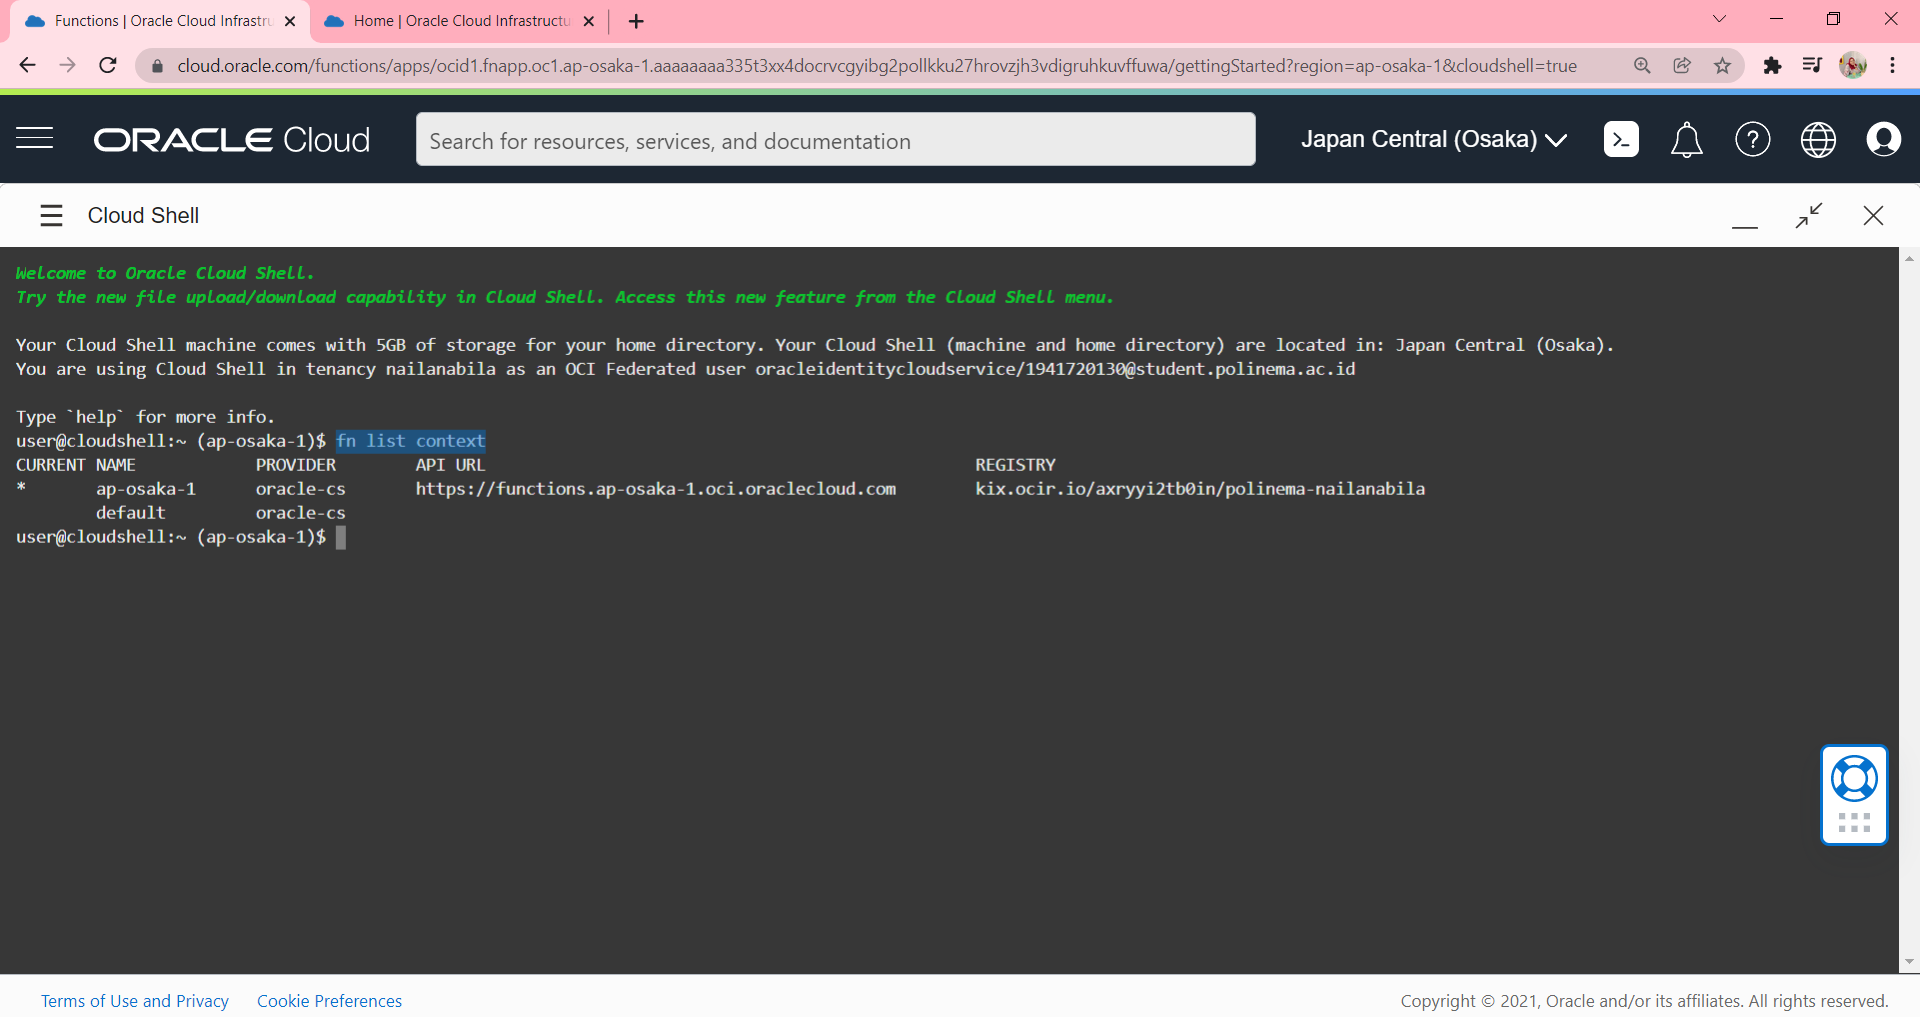 Functions | Oracle Cloud Infrastru
Home | Oracle Cloud Infrastructu
cloud.oracle.com/functions/apps/ocid1.fnapp.oc1.ap-osaka-1.aaaaaaaa335t3xx4docrvcgyibg2pollkku27hrovzjh3vdigruhkuvffuwa/gettingStarted?region=ap-osaka-1&cloudshell=true
ORACLE Cloud
Search for resources, services, and documentation
Japan Central (Osaka)
Cloud Shell
Welcome to Oracle Cloud Shell.
Try the new file upload/download capability in Cloud Shell. Access this new feature from the Cloud Shell menu.
Your Cloud Shell machine comes with 5GB of storage for your home directory. Your Cloud Shell (machine and home directory) are located in: Japan Central (Osaka).
You are using Cloud Shell in tenancy nailanabila as an OCI Federated user oracleidentitycloudservice/1941720130@student.polinema.ac.id
Type `help` for more info.
user@cloudshell:~ (ap-osaka-1)$ fn list context
CURRENT NAME PROVIDER API URL REGISTRY
* ap-osaka-1 oracle-cs https://functions.ap-osaka-1.oci.oraclecloud.com kix.ocir.io/axryyi2tb0in/polinema-nailanabila
default oracle-cs
user@cloudshell:~ (ap-osaka-1)$
Terms of Use and Privacy
Cookie Preferences
Copyright © 2021, Oracle and/or its affiliates. All rights reserved.